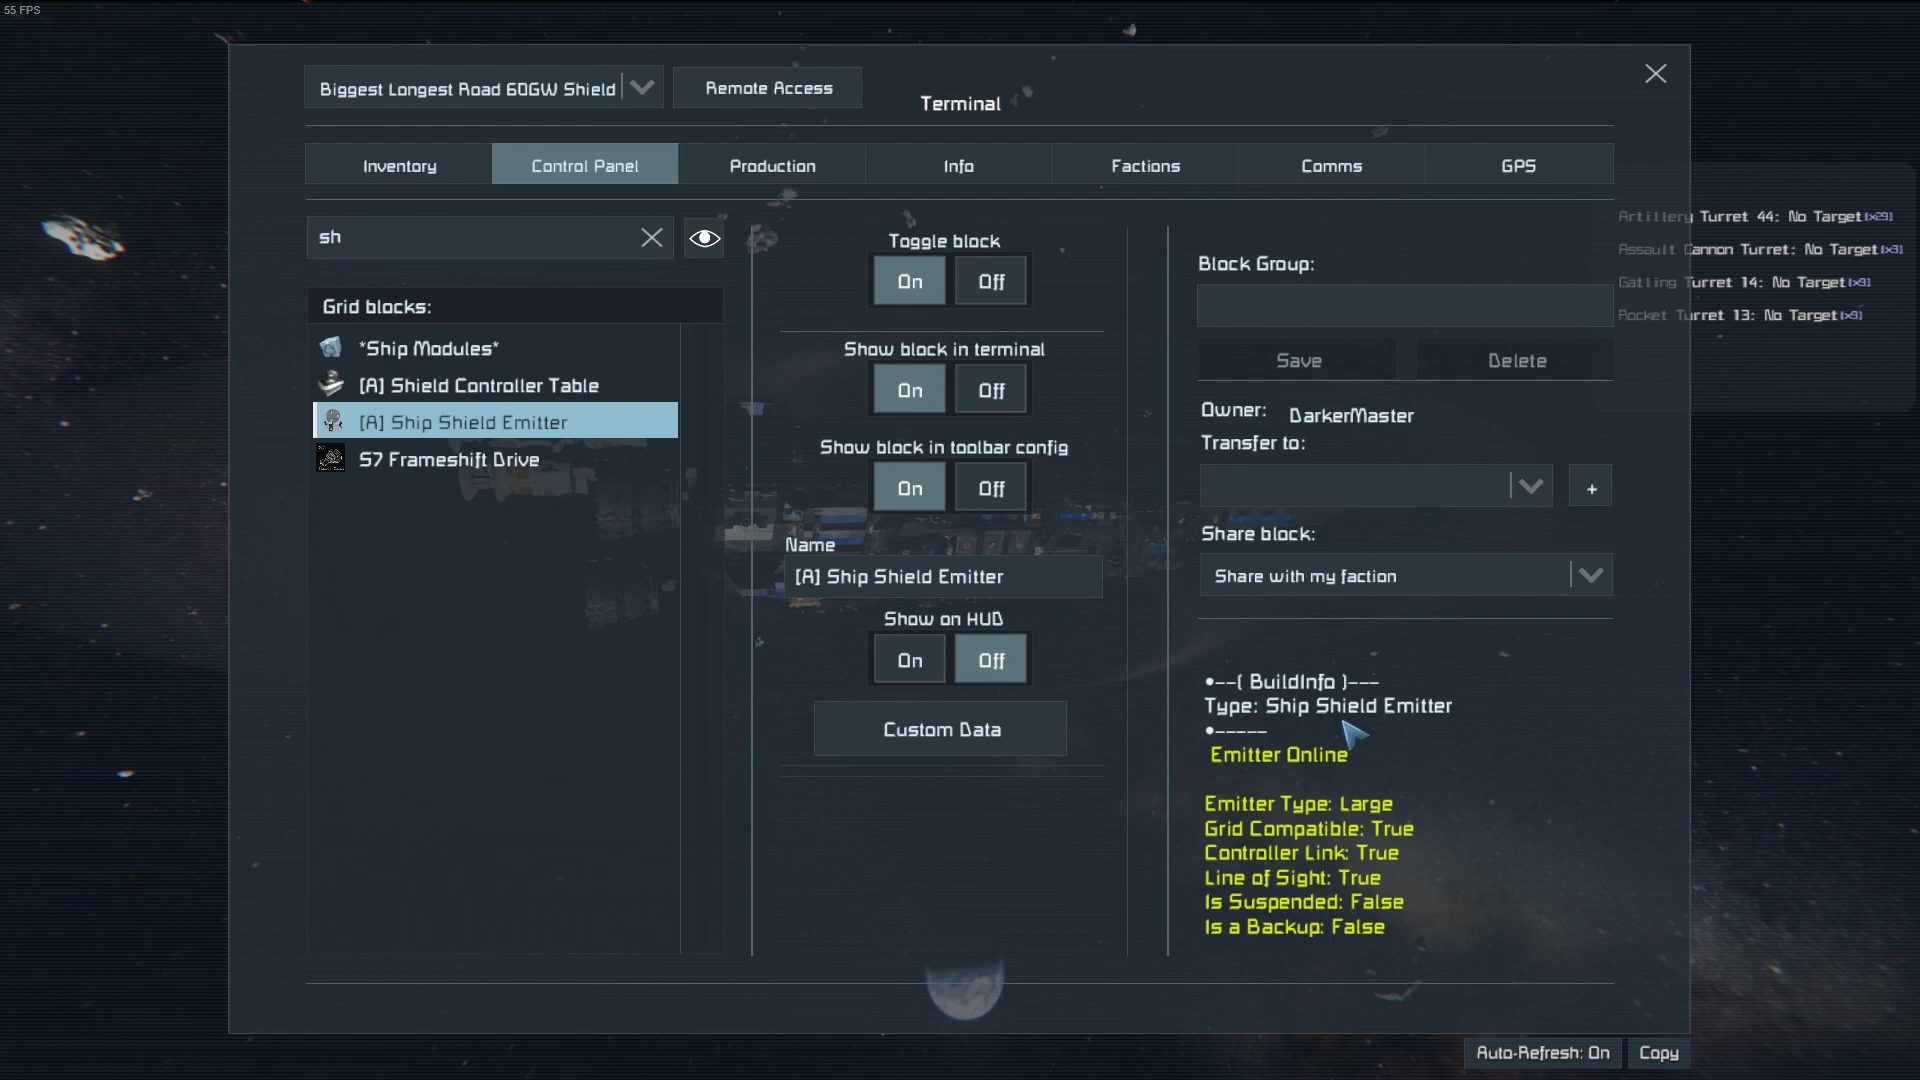 55 FPS
Biggest Longest Road 60GW Shield
Remote Access
Terminal
Inventory
Control Panel
Production
Info
Factions
Comms
GPS
sh
Grid blocks:
*Ship Modules*
[A] Shield Controller Table
[A] Ship Shield Emitter
S7 Frameshift Drive
Toggle block
On
Off
Show block in terminal
On
Off
Show block in toolbar config
On
Off
Name
[A] Ship Shield Emitter
Show on HUD
On
Off
Custom Data
Block Group:
Save
Delete
Owner: DarkerMaster
Transfer to:
+
Share block:
Share with my faction
•--( BuildInfo )---
Type: Ship Shield Emitter
•-----
Emitter Online
Emitter Type: Large
Grid Compatible: True
Controller Link: True
Line of Sight: True
Is Suspended: False
Is a Backup: False
Artillery Turret 44: No Target[x29]
Assault Cannon Turret: No Target[x3]
Gatling Turret 14: No Target[x9]
Rocket Turret 13: No Target[x9]
Auto-Refresh: On
Copy